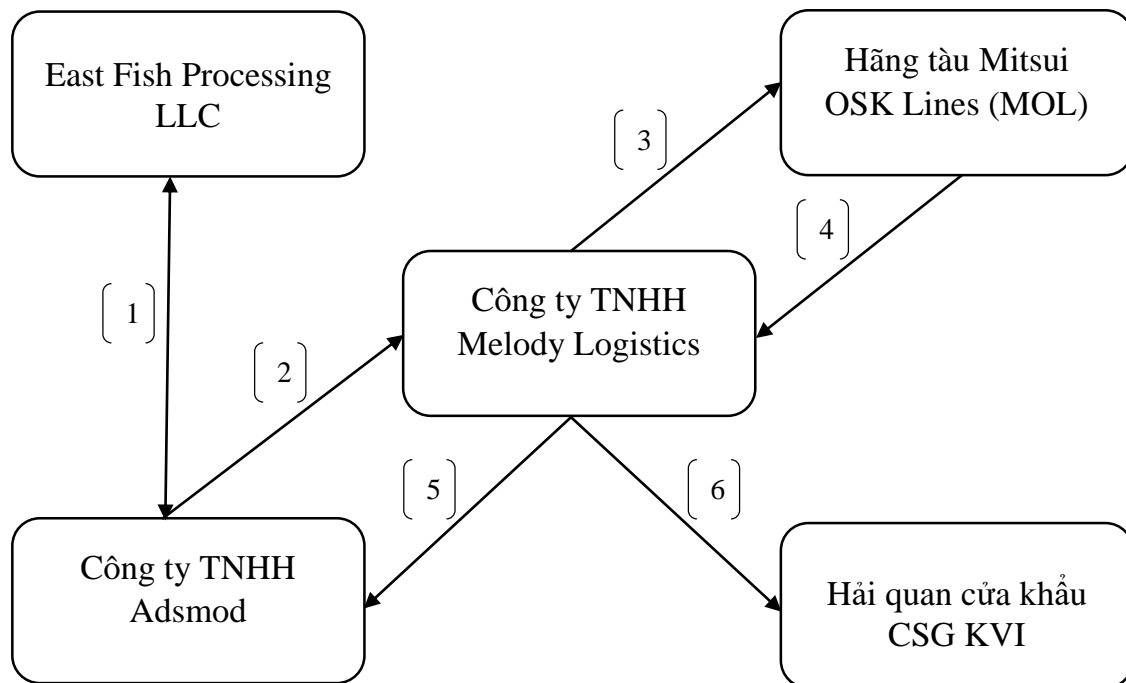 East Fish Processing
LLC
Hãng tàu Mitsui
OSK Lines (MOL)
3
4
1
Công ty TNHH
Melody Logistics
2
5
6
Công ty TNHH
Adsmod
Hải quan cửa khẩu
CSG KVI